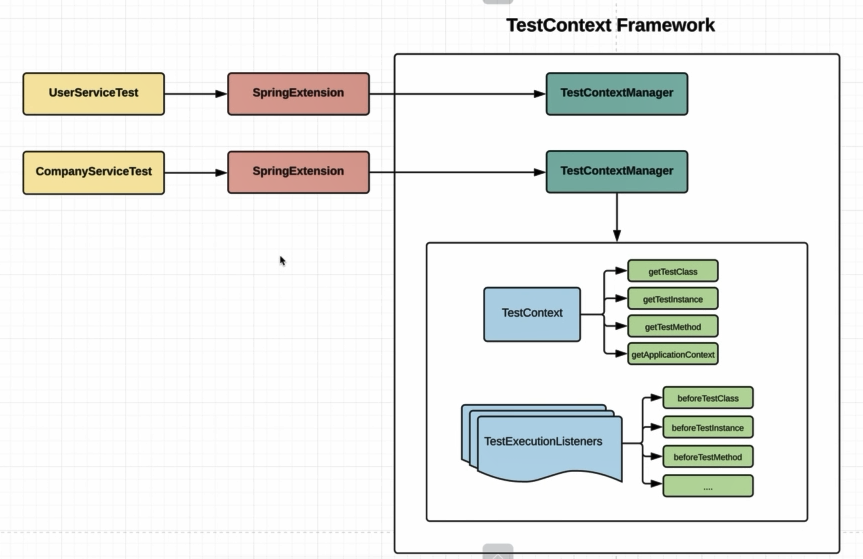 TestContext Framework
UserServiceTest
SpringExtension
TestContextManager
CompanyServiceTest
SpringExtension
TestContextManager
TestContext
getTestClass
getTestInstance
getTestMethod
getApplicationContext
TestExecutionListeners
beforeTestClass
beforeTestInstance
beforeTestMethod
....